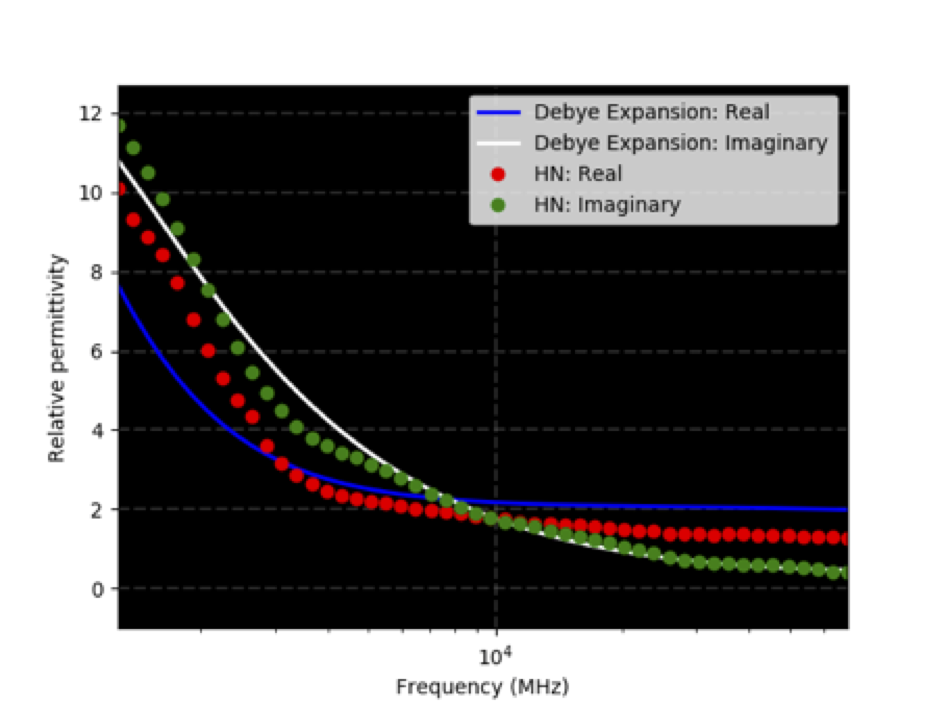 12
10
8
6
4
2
0
Relative permittivity
Debye Expansion: Real
Debye Expansion: Imaginary
HN: Real
HN: Imaginary
10⁴
Frequency (MHz)